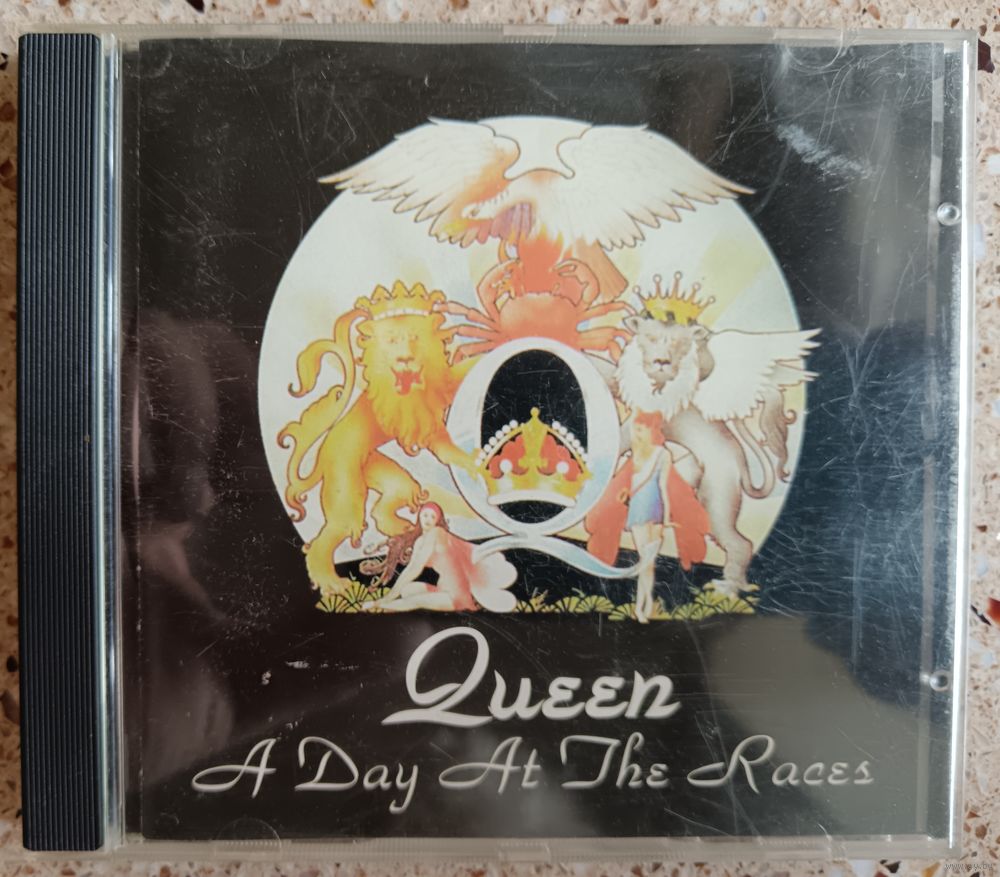 Queen
A Day At The Races